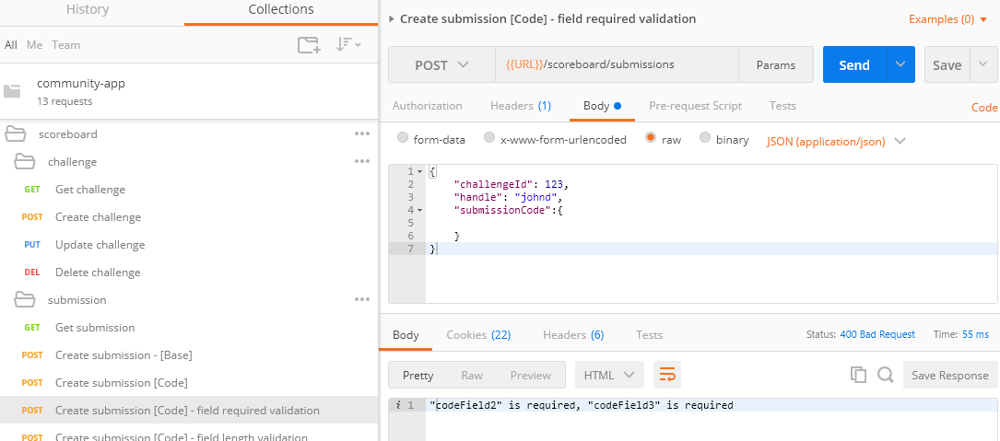 History Collections
All Me Team
community-app
13 requests
scoreboard
challenge
GET Get challenge
POST Create challenge
PUT Update challenge
DEL Delete challenge
submission
GET Get submission
POST Create submission - [Base]
POST Create submission [Code]
POST Create submission [Code] - field required validation
POST Create submission [Code] - field length validation
Create submission [Code] - field required validation Examples (0)
POST {{URL}}/scoreboard/submissions Params Send Save
Authorization Headers (1) Body Pre-request Script Tests Code
form-data x-www-form-urlencoded raw binary JSON (application/json)
1 {
2 "challengeId": 123,
3 "handle": "johnd",
4 "submissionCode":{
5
6 }
7 }
Body Cookies (22) Headers (6) Tests Status: 400 Bad Request Time: 55 ms
Pretty Raw Preview HTML Save Response
i 1 "codeField2" is required, "codeField3" is required